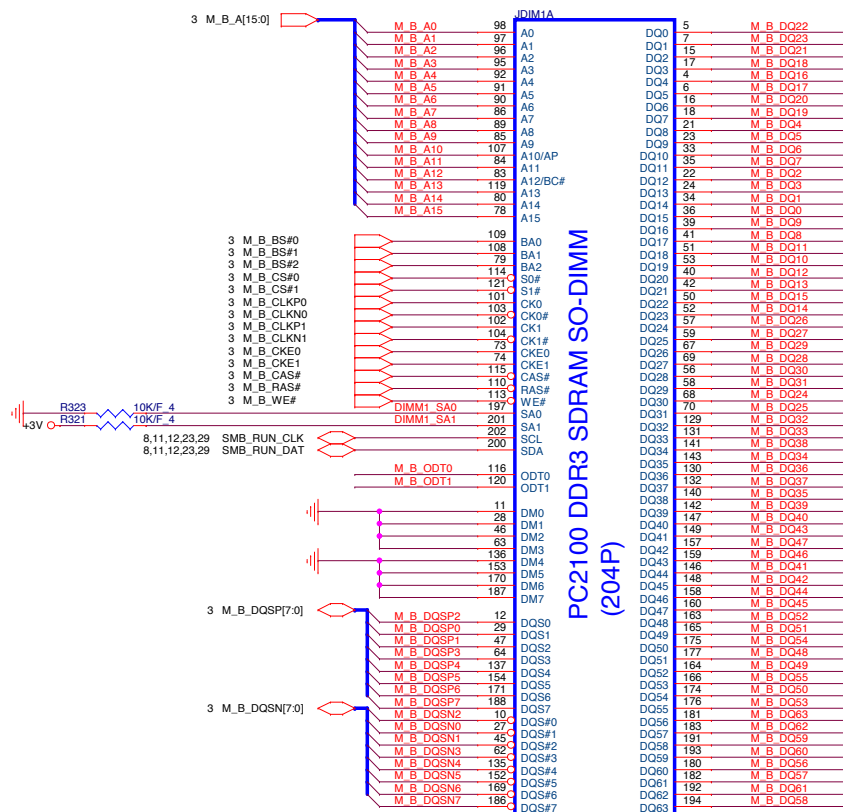 JDIM1A
3 M_B_A[15:0]
M_B_A0 98 A0
M_B_A1 97 A1
M_B_A2 96 A2
M_B_A3 95 A3
M_B_A4 92 A4
M_B_A5 91 A5
M_B_A6 90 A6
M_B_A7 86 A7
M_B_A8 89 A8
M_B_A9 85 A9
M_B_A10 107 A10/AP
M_B_A11 84 A11
M_B_A12 83 A12/BC#
M_B_A13 119 A13
M_B_A14 80 A14
M_B_A15 78 A15
3 M_B_BS#0 109 BA0
3 M_B_BS#1 108 BA1
3 M_B_BS#2 79 BA2
3 M_B_CS#0 114 S0#
3 M_B_CS#1 121 S1#
3 M_B_CLKP0 101 CK0
3 M_B_CLKN0 103 CK0#
3 M_B_CLKP1 102 CK1
3 M_B_CLKN1 104 CK1#
3 M_B_CKE0 73 CKE0
3 M_B_CKE1 74 CKE1
3 M_B_CAS# 115 CAS#
3 M_B_RAS# 110 RAS#
3 M_B_WE# 113 WE#
R323 10K/F_4 DIMM1_SA0 197 SA0
+3V R321 10K/F_4 DIMM1_SA1 201 SA1
8,11,12,23,29 SMB_RUN_CLK 202 SCL
8,11,12,23,29 SMB_RUN_DAT 200 SDA
M_B_ODT0 116 ODT0
M_B_ODT1 120 ODT1
11 DM0
28 DM1
46 DM2
63 DM3
136 DM4
153 DM5
170 DM6
187 DM7
3 M_B_DQSP[7:0]
M_B_DQSP2 12 DQS0
M_B_DQSP0 29 DQS1
M_B_DQSP1 47 DQS2
M_B_DQSP3 64 DQS3
M_B_DQSP4 137 DQS4
M_B_DQSP5 154 DQS5
M_B_DQSP6 171 DQS6
M_B_DQSP7 188 DQS7
3 M_B_DQSN[7:0]
M_B_DQSN2 10 DQS#0
M_B_DQSN0 27 DQS#1
M_B_DQSN1 45 DQS#2
M_B_DQSN3 62 DQS#3
M_B_DQSN4 135 DQS#4
M_B_DQSN5 152 DQS#5
M_B_DQSN6 169 DQS#6
M_B_DQSN7 186 DQS#7
PC2100 DDR3 SDRAM SO-DIMM
(204P)
DQ0 5 M_B_DQ22
DQ1 7 M_B_DQ23
DQ2 15 M_B_DQ21
DQ3 17 M_B_DQ18
DQ4 4 M_B_DQ16
DQ5 6 M_B_DQ17
DQ6 16 M_B_DQ20
DQ7 18 M_B_DQ19
DQ8 21 M_B_DQ4
DQ9 23 M_B_DQ5
DQ10 33 M_B_DQ6
DQ11 35 M_B_DQ7
DQ12 22 M_B_DQ2
DQ13 24 M_B_DQ3
DQ14 34 M_B_DQ1
DQ15 36 M_B_DQ0
DQ16 39 M_B_DQ9
DQ17 41 M_B_DQ8
DQ18 51 M_B_DQ11
DQ19 53 M_B_DQ10
DQ20 40 M_B_DQ12
DQ21 42 M_B_DQ13
DQ22 50 M_B_DQ15
DQ23 52 M_B_DQ14
DQ24 57 M_B_DQ26
DQ25 59 M_B_DQ27
DQ26 67 M_B_DQ29
DQ27 69 M_B_DQ28
DQ28 56 M_B_DQ30
DQ29 58 M_B_DQ31
DQ30 68 M_B_DQ24
DQ31 70 M_B_DQ25
DQ32 129 M_B_DQ32
DQ33 131 M_B_DQ33
DQ34 141 M_B_DQ38
DQ35 143 M_B_DQ34
DQ36 130 M_B_DQ36
DQ37 132 M_B_DQ37
DQ38 140 M_B_DQ35
DQ39 142 M_B_DQ39
DQ40 147 M_B_DQ40
DQ41 149 M_B_DQ43
DQ42 157 M_B_DQ47
DQ43 159 M_B_DQ46
DQ44 146 M_B_DQ41
DQ45 148 M_B_DQ42
DQ46 158 M_B_DQ44
DQ47 160 M_B_DQ45
DQ48 163 M_B_DQ52
DQ49 165 M_B_DQ51
DQ50 175 M_B_DQ54
DQ51 177 M_B_DQ48
DQ52 164 M_B_DQ49
DQ53 166 M_B_DQ55
DQ54 174 M_B_DQ50
DQ55 176 M_B_DQ53
DQ56 181 M_B_DQ63
DQ57 183 M_B_DQ62
DQ58 191 M_B_DQ59
DQ59 193 M_B_DQ60
DQ60 180 M_B_DQ56
DQ61 182 M_B_DQ57
DQ62 192 M_B_DQ61
DQ63 194 M_B_DQ58